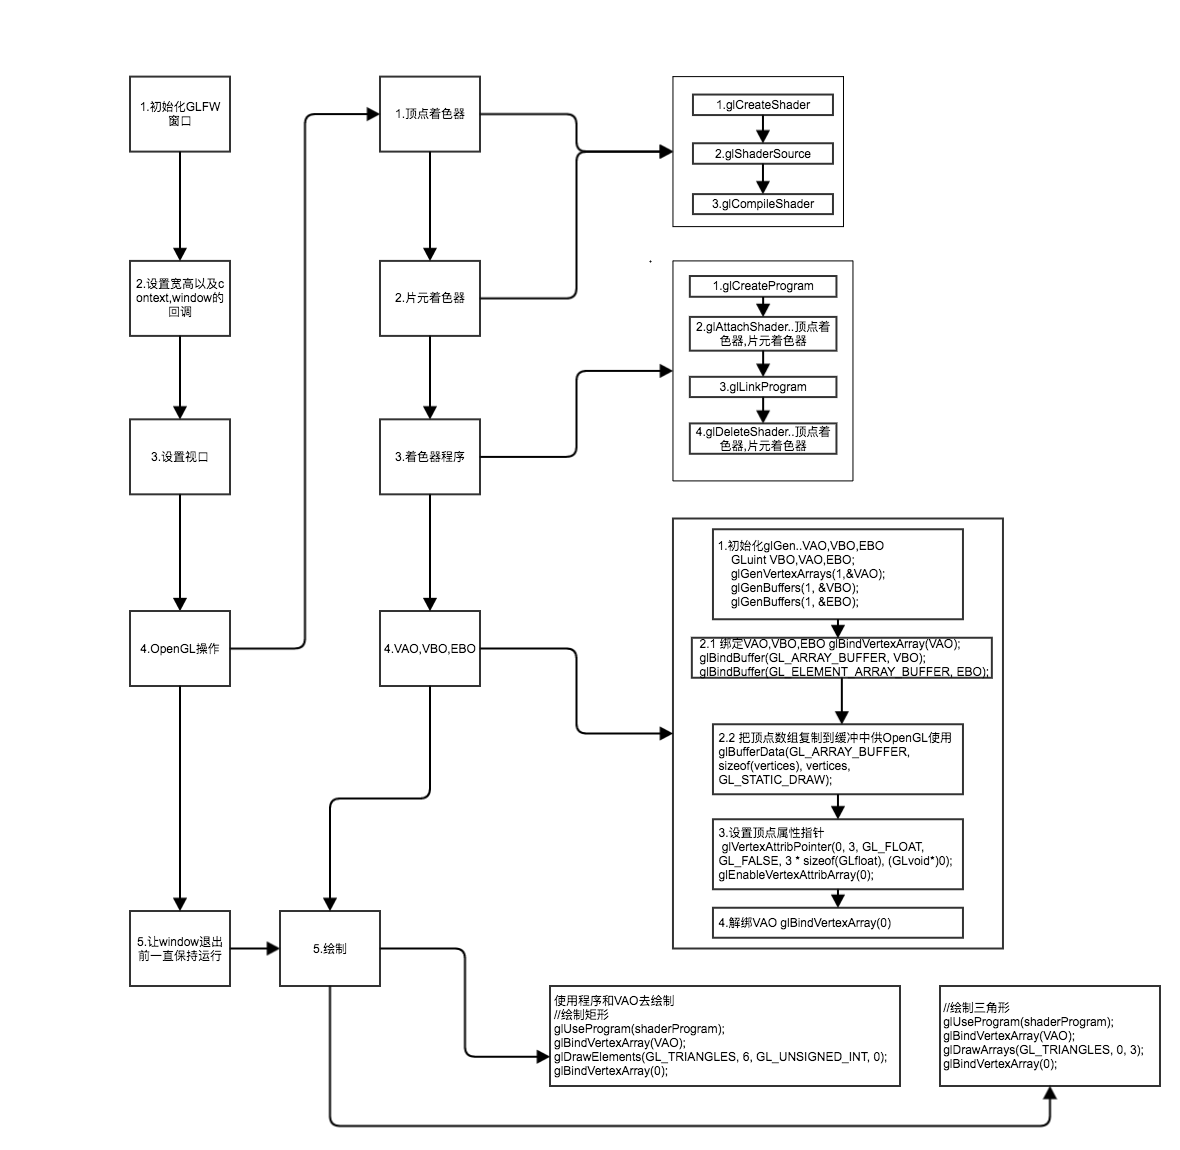 1.初始化GLFW
窗口
2.设置宽高以及c
ontext,window的
回调
3.设置视口
4.OpenGL操作
5.让window退出
前一直保持运行
1.顶点着色器
2.片元着色器
3.着色器程序
4.VAO,VBO,EBO
5.绘制
1.glCreateShader
2.glShaderSource
3.glCompileShader
1.glCreateProgram
2.glAttachShader..顶点着
色器,片元着色器
3.glLinkProgram
4.glDeleteShader..顶点着
色器,片元着色器
1.初始化glGen..VAO,VBO,EBO
GLuint VBO,VAO,EBO;
glGenVertexArrays(1,&VAO);
glGenBuffers(1, &VBO);
glGenBuffers(1, &EBO);
2.1 绑定VAO,VBO,EBO glBindVertexArray(VAO);
glBindBuffer(GL_ARRAY_BUFFER, VBO);
glBindBuffer(GL_ELEMENT_ARRAY_BUFFER, EBO);
2.2 把顶点数组复制到缓冲中供OpenGL使用
glBufferData(GL_ARRAY_BUFFER,
sizeof(vertices), vertices,
GL_STATIC_DRAW);
3.设置顶点属性指针
glVertexAttribPointer(0, 3, GL_FLOAT,
GL_FALSE, 3 * sizeof(GLfloat), (GLvoid*)0);
glEnableVertexAttribArray(0);
4.解绑VAO glBindVertexArray(0)
使用程序和VAO去绘制
//绘制矩形
glUseProgram(shaderProgram);
glBindVertexArray(VAO);
glDrawElements(GL_TRIANGLES, 6, GL_UNSIGNED_INT, 0);
glBindVertexArray(0);
//绘制三角形
glUseProgram(shaderProgram);
glBindVertexArray(VAO);
glDrawArrays(GL_TRIANGLES, 0, 3);
glBindVertexArray(0);